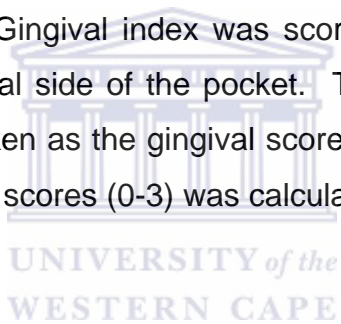 Gingival index was scor
al side of the pocket. T
ken as the gingival score
scores (0-3) was calcula
UNIVERSITY of the
WESTERN CAPE